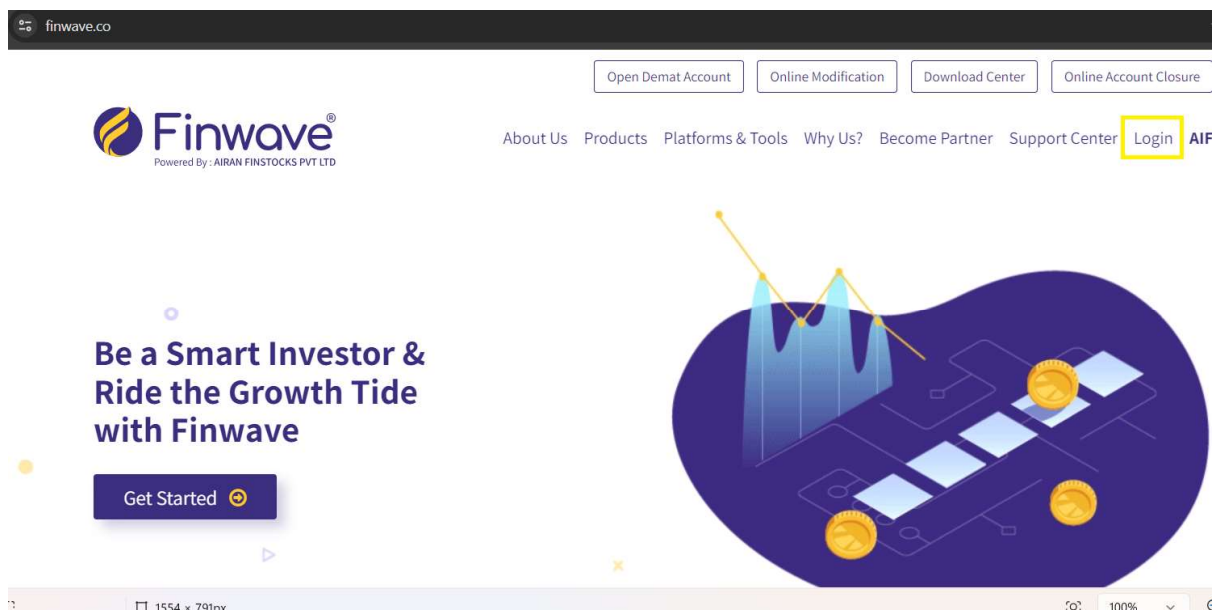 finwave.co
Open Demat Account Online Modification Download Center Online Account Closure
Finwave®
Powered By : AIRAN FINSTOCKS PVT LTD
About Us Products Platforms & Tools Why Us? Become Partner Support Center Login AIF
Be a Smart Investor &
Ride the Growth Tide
with Finwave
Get Started
1554 × 791px 100%